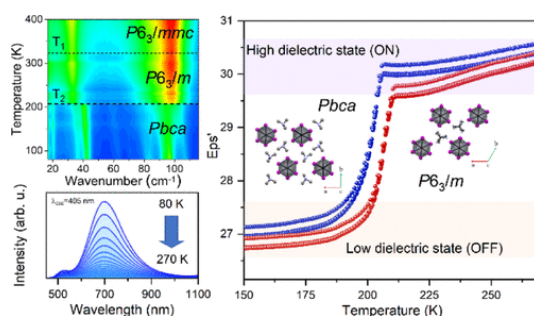 400
300
200
100
Temperature (K)
T₁
T₂
P6₃/mmc
P6₃/m
Pbca
20 40 60 80 100
Wavenumber (cm⁻¹)
Intensity (arb. u.)
λexc=405 nm
80 K
270 K
500 700 900 1100
Wavelength (nm)
Eps'
31
30
29
28
27
High dielectric state (ON)
Pbca
P6₃/m
Low dielectric state (OFF)
150 175 200 225 250
Temperature (K)